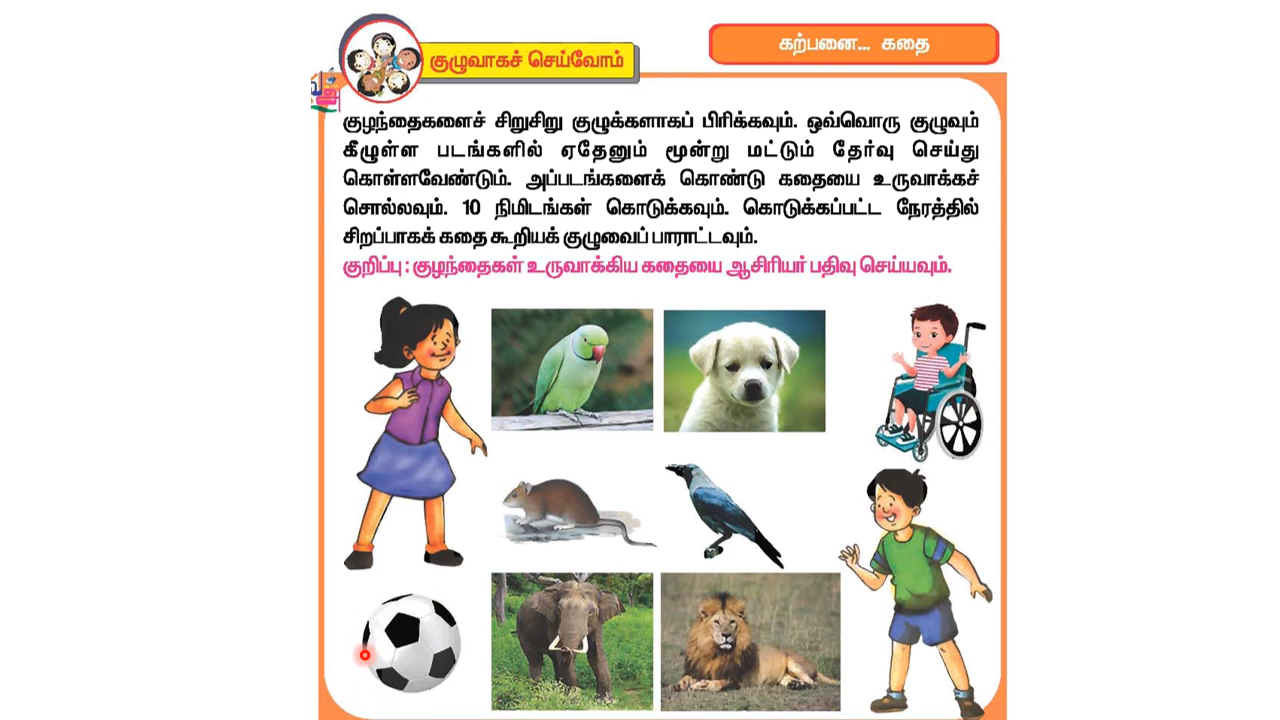 கற்பனை... கதை
குழுவாகச் செய்வோம்
குழந்தைகளைச் சிறுசிறு குழுக்களாகப் பிரிக்கவும். ஒவ்வொரு குழுவும்
கீழுள்ள படங்களில் ஏதேனும் மூன்று மட்டும் தேர்வு செய்து
கொள்ளவேண்டும். அப்படங்களைக் கொண்டு கதையை உருவாக்கச்
சொல்லவும். 10 நிமிடங்கள் கொடுக்கவும். கொடுக்கப்பட்ட நேரத்தில்
சிறப்பாகக் கதை கூறியக் குழுவைப் பாராட்டவும்.
குறிப்பு : குழந்தைகள் உருவாக்கிய கதையை ஆசிரியர் பதிவு செய்யவும்.